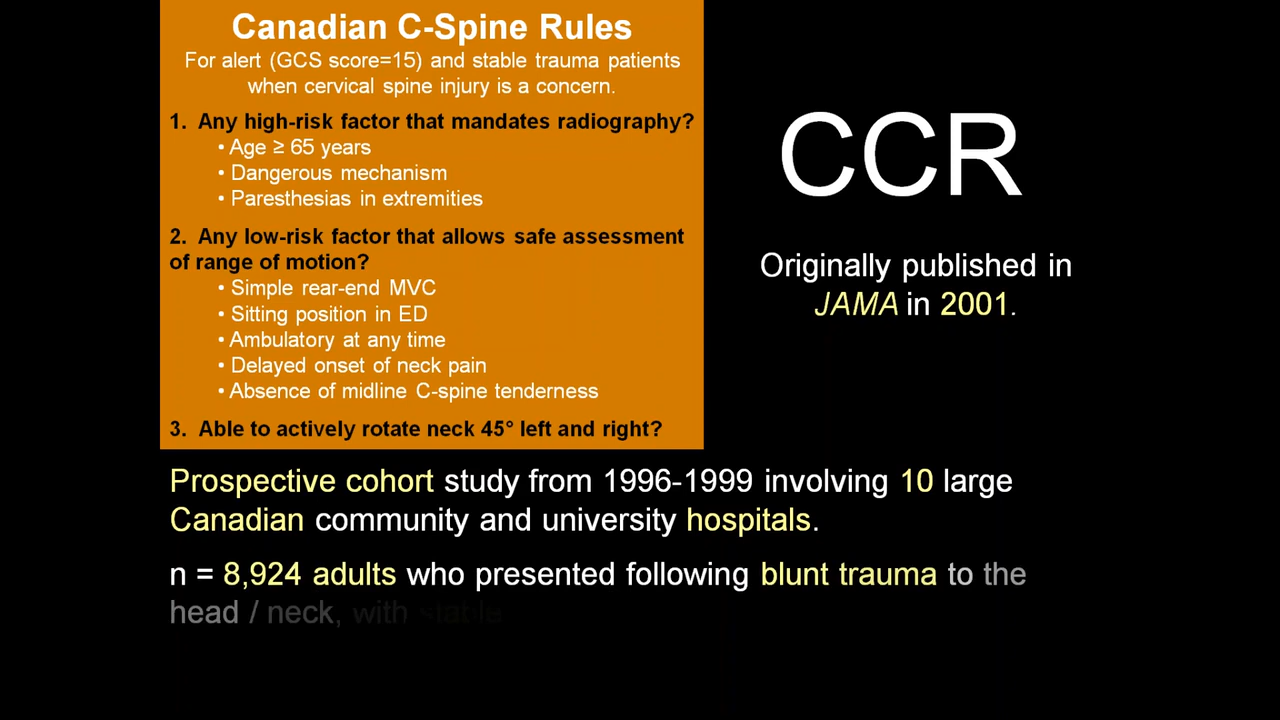 Canadian C-Spine Rules
For alert (GCS score=15) and stable trauma patients
when cervical spine injury is a concern.
1. Any high-risk factor that mandates radiography?
• Age ≥ 65 years
• Dangerous mechanism
• Paresthesias in extremities
2. Any low-risk factor that allows safe assessment
of range of motion?
• Simple rear-end MVC
• Sitting position in ED
• Ambulatory at any time
• Delayed onset of neck pain
• Absence of midline C-spine tenderness
3. Able to actively rotate neck 45° left and right?
CCR
Originally published in
JAMA in 2001.
Prospective cohort study from 1996-1999 involving 10 large
Canadian community and university hospitals.
n = 8,924 adults who presented following blunt trauma to the
head / neck, with stable